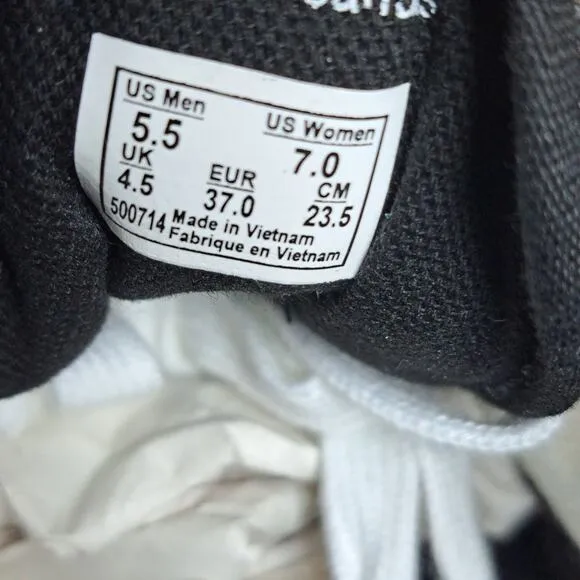 US Men
5.5
US Women
7.0
UK
4.5
EUR
37.0
CM
23.5
500714 Made in Vietnam
Fabrique en Vietnam